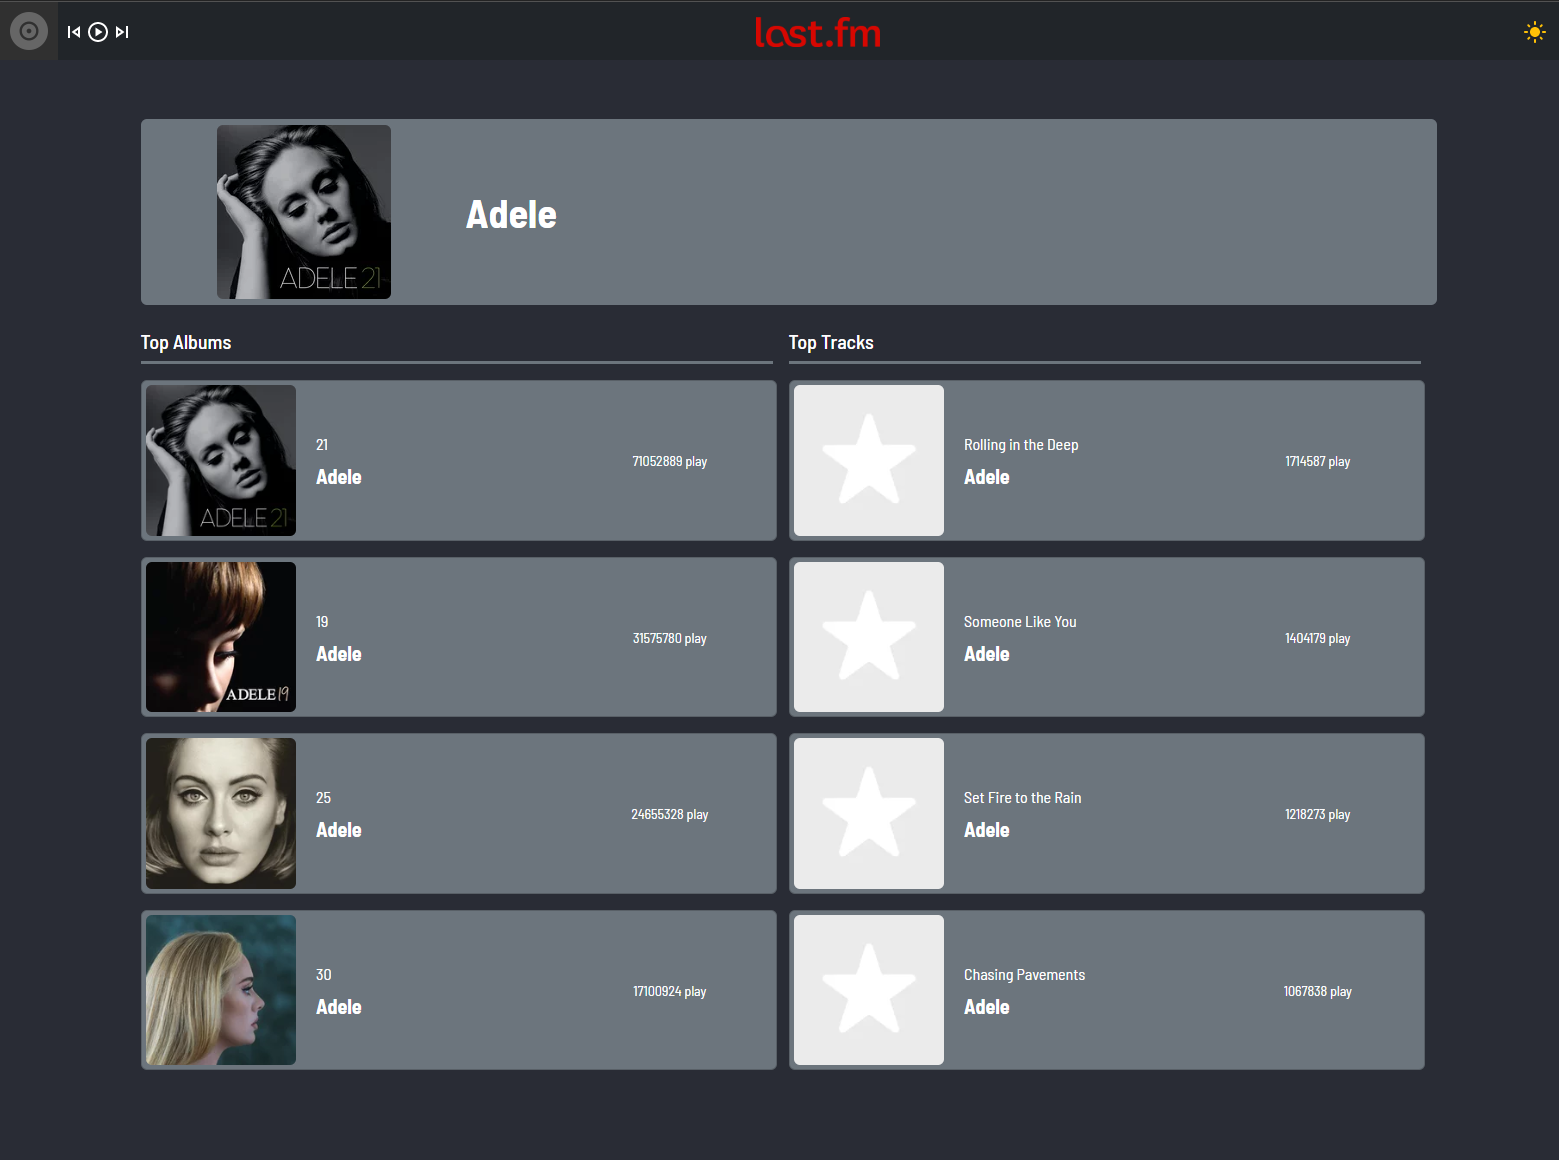 last.fm
ADELE 21
Adele
Top Albums
ADELE 21
21
Adele
71052889 play
ADELE 19
19
Adele
31575780 play
25
Adele
24655328 play
30
Adele
17100924 play
Top Tracks
Rolling in the Deep
Adele
1714587 play
Someone Like You
Adele
1404179 play
Set Fire to the Rain
Adele
1218273 play
Chasing Pavements
Adele
1067838 play